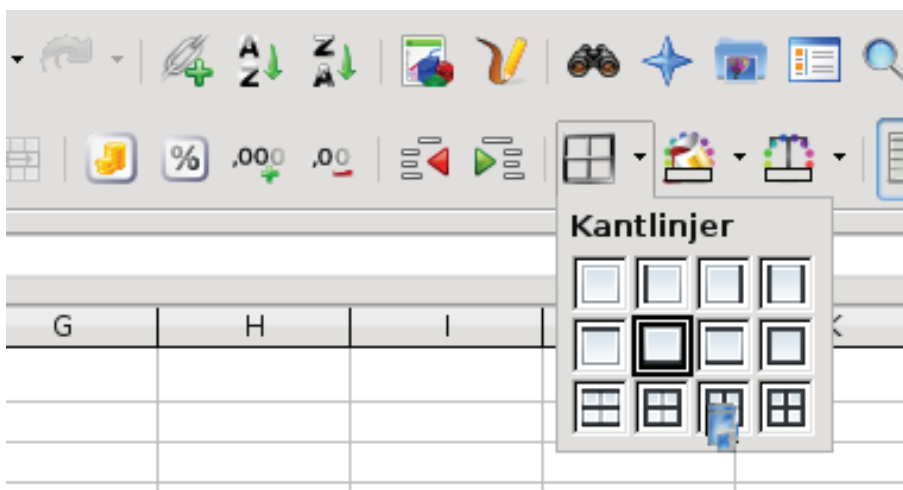 A Z
Z A
% ,000 ,00
Kantlinjer
G H I K